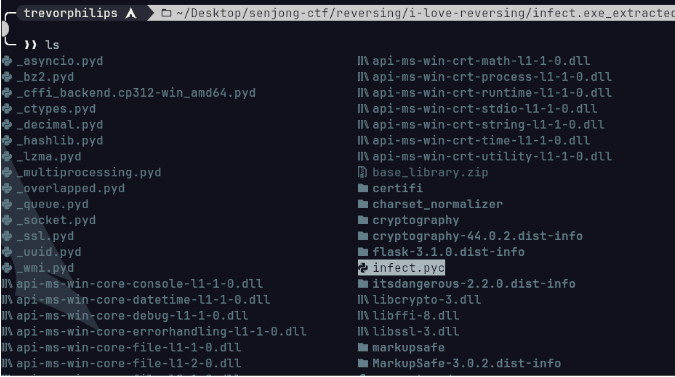 trevorphilips ~/Desktop/senjong-ctf/reversing/i-love-reversing/infect.exe_extracted
❯❯ ls
_asyncio.pyd api-ms-win-crt-math-l1-1-0.dll
_bz2.pyd api-ms-win-crt-process-l1-1-0.dll
_cffi_backend.cp312-win_amd64.pyd api-ms-win-crt-runtime-l1-1-0.dll
_ctypes.pyd api-ms-win-crt-stdio-l1-1-0.dll
_decimal.pyd api-ms-win-crt-string-l1-1-0.dll
_hashlib.pyd api-ms-win-crt-time-l1-1-0.dll
_lzma.pyd api-ms-win-crt-utility-l1-1-0.dll
_multiprocessing.pyd base_library.zip
_overlapped.pyd certifi
_queue.pyd charset_normalizer
_socket.pyd cryptography
_ssl.pyd cryptography-44.0.2.dist-info
_uuid.pyd flask-3.1.0.dist-info
_wmi.pyd infect.pyc
api-ms-win-core-console-l1-1-0.dll itsdangerous-2.2.0.dist-info
api-ms-win-core-datetime-l1-1-0.dll libcrypto-3.dll
api-ms-win-core-debug-l1-1-0.dll libffi-8.dll
api-ms-win-core-errorhandling-l1-1-0.dll libssl-3.dll
api-ms-win-core-file-l1-1-0.dll markupsafe
api-ms-win-core-file-l1-2-0.dll MarkupSafe-3.0.2.dist-info